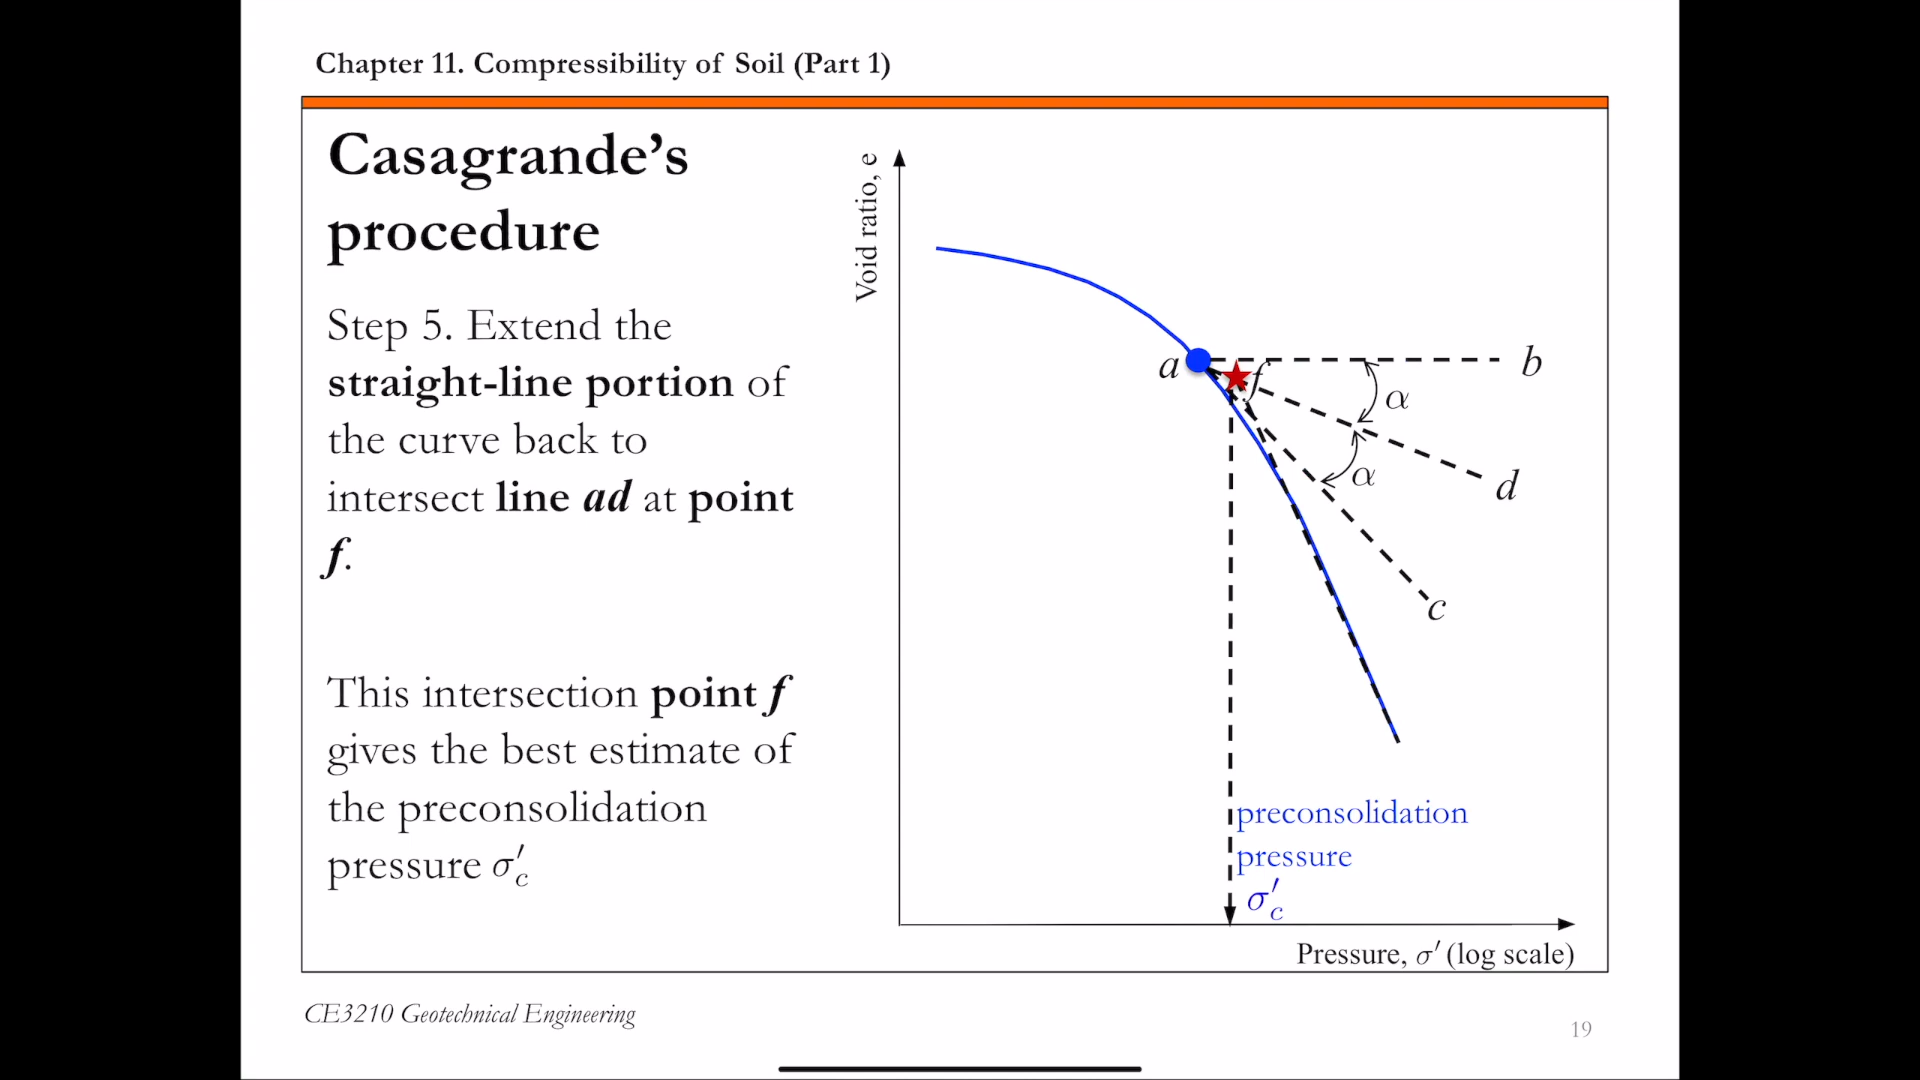 Chapter 11. Compressibility of Soil (Part 1)
Casagrande’s
procedure
Step 5. Extend the
straight-line portion of
the curve back to
intersect line ad at point
f.
This intersection point f
gives the best estimate of
the preconsolidation
pressure σ′c
Void ratio, e
a
f
b
α
α
d
c
preconsolidation
pressure
σ′c
Pressure, σ′ (log scale)
CE3210 Geotechnical Engineering
19